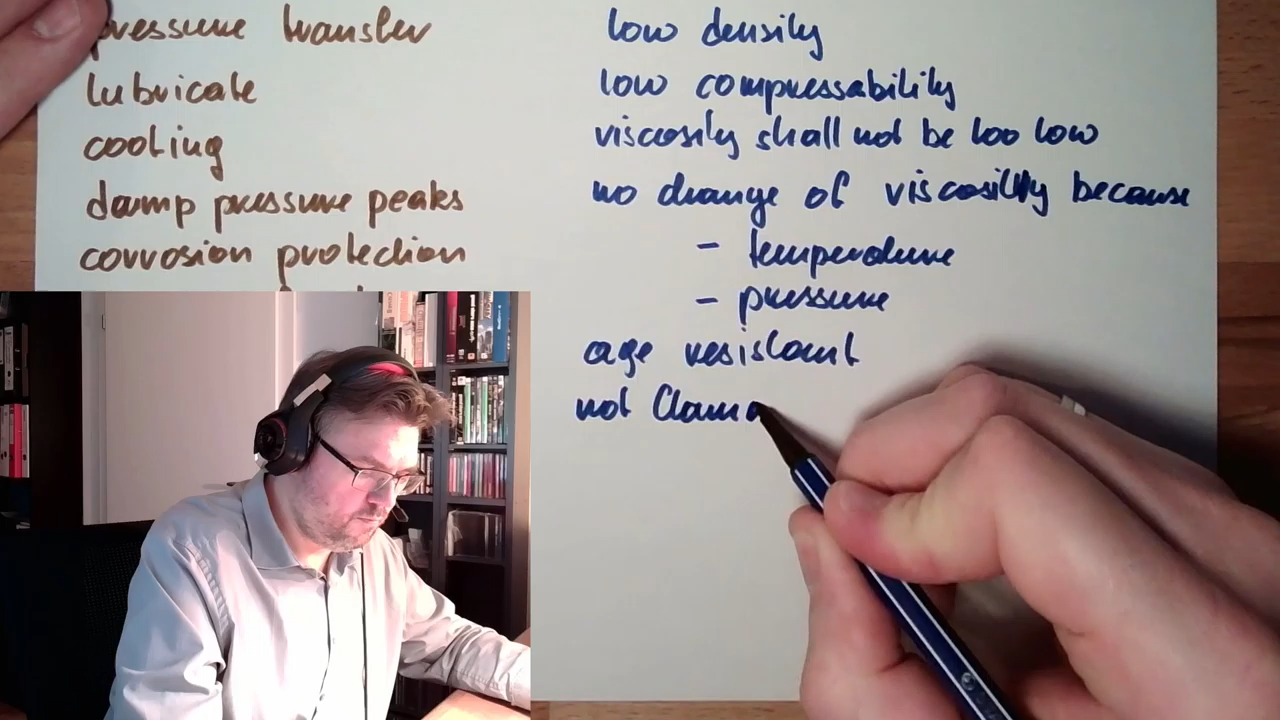 pressure transfer
lubricate
cooling
damp pressure peaks
corrosion protection
low density
low compressability
viscosity shall not be too low
no change of viscosity because
- temperature
- pressure
age resistant
not flama